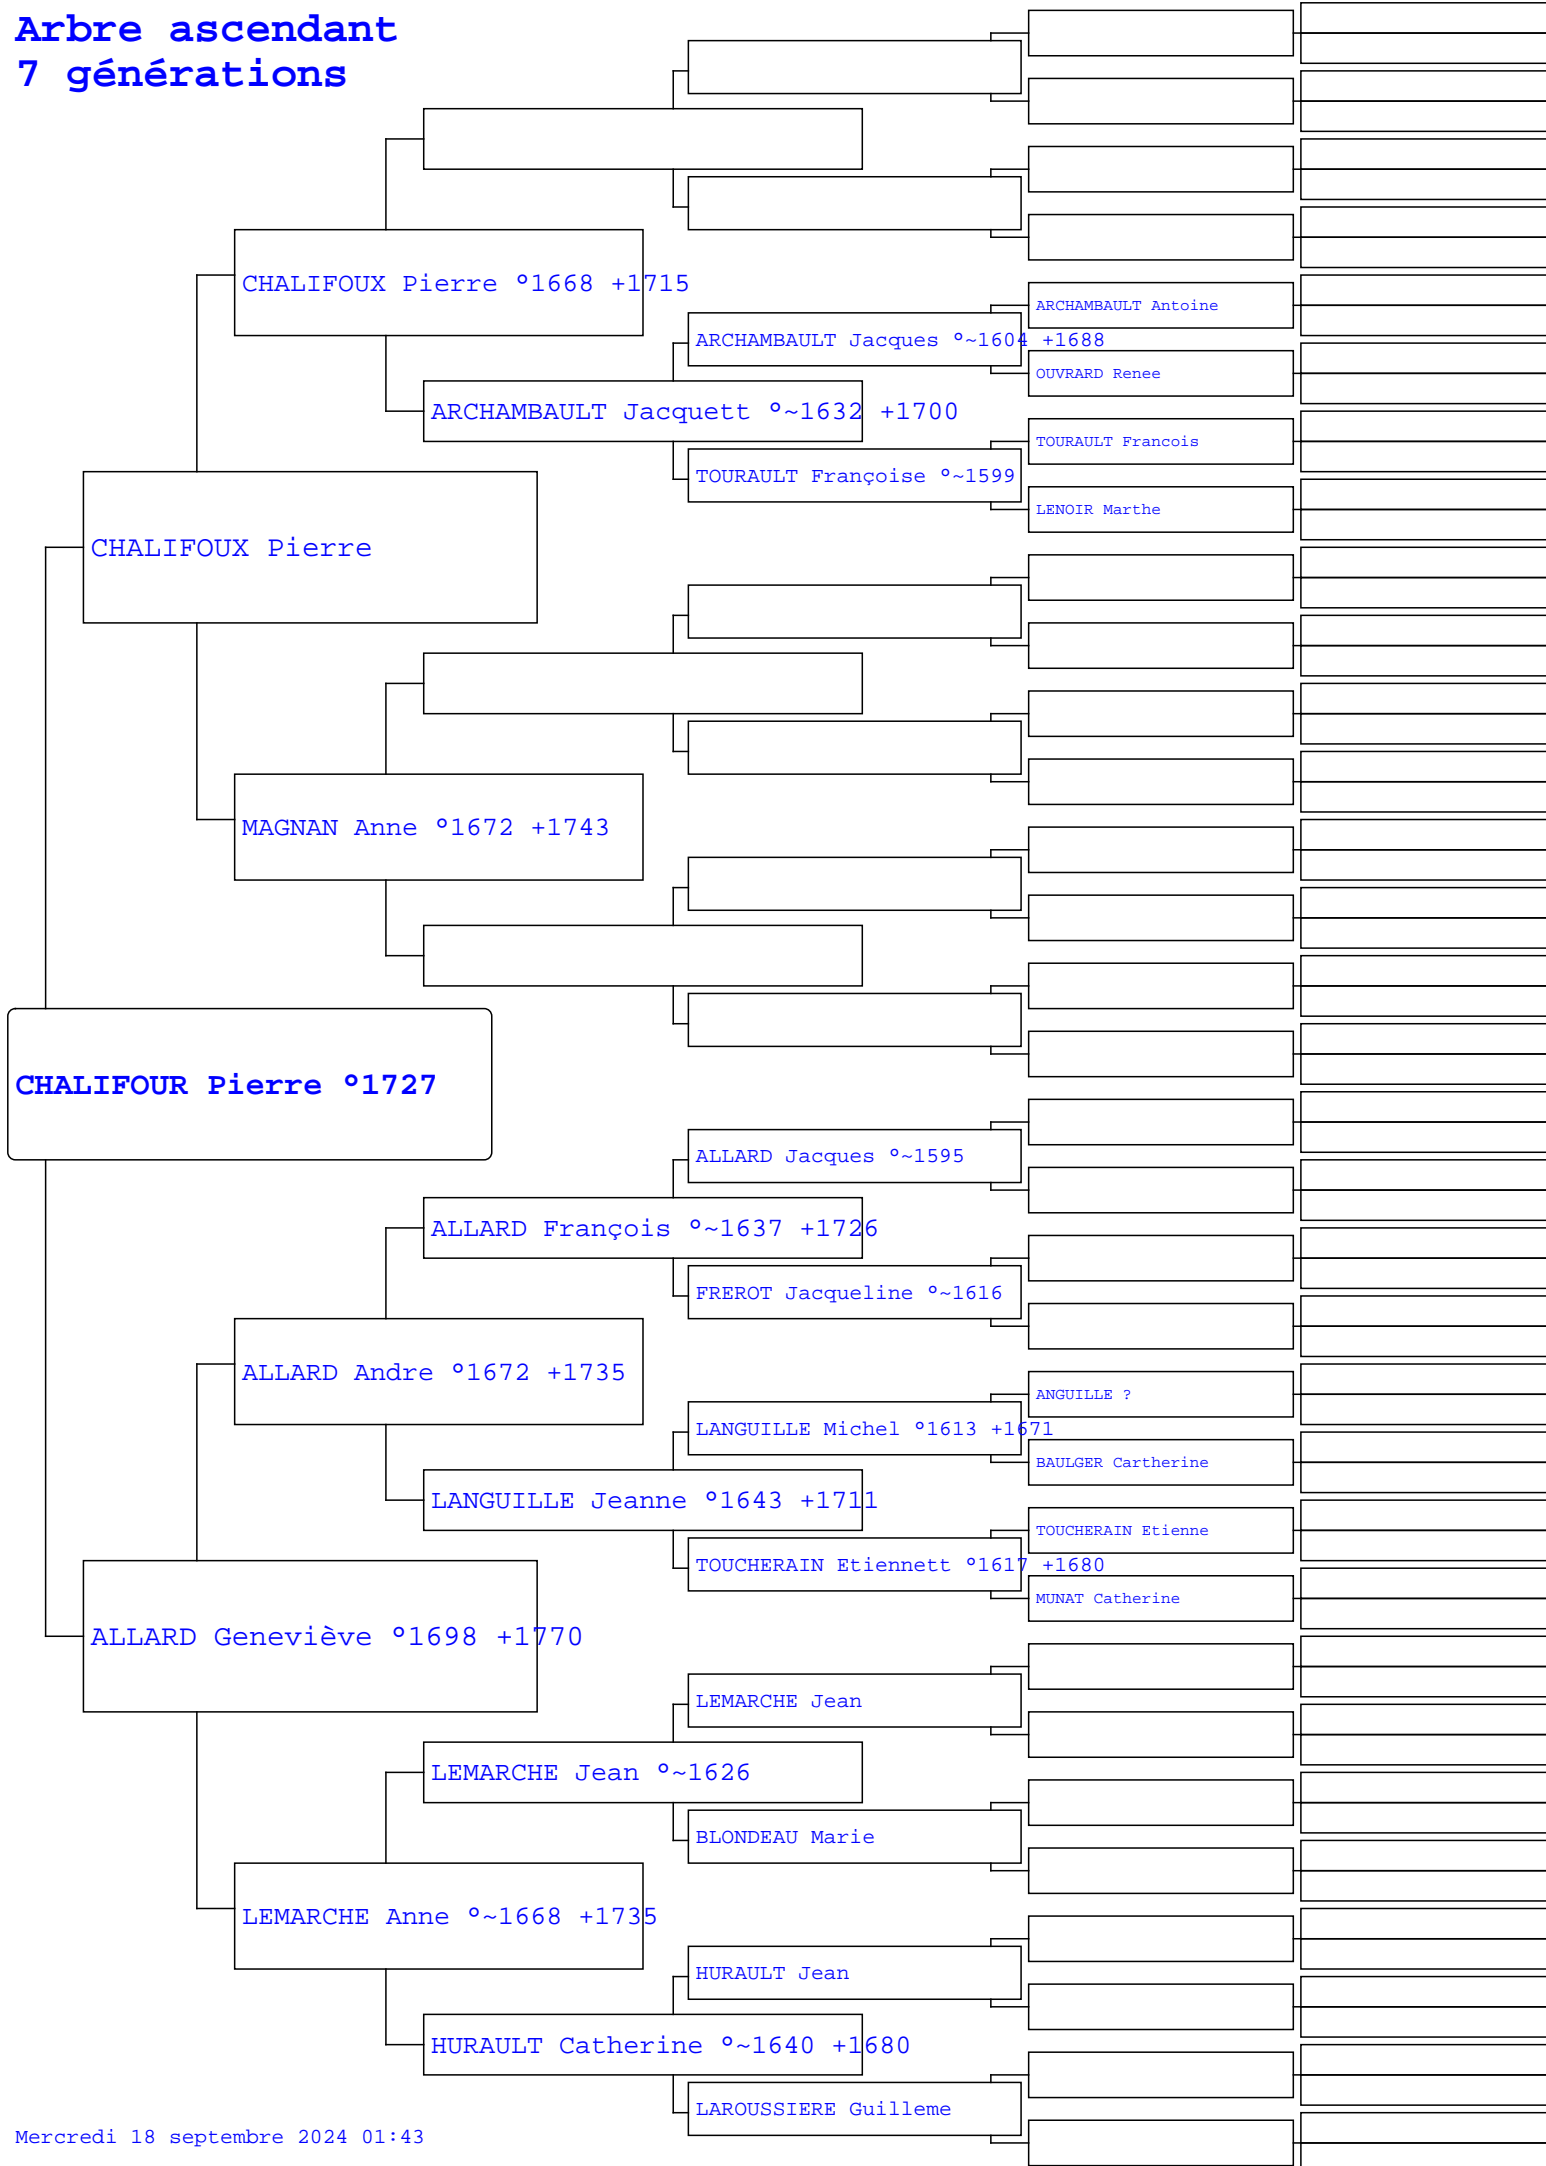 Arbre ascendant
7 générations
CHALIFOUX Pierre °1668 +1715
ARCHAMBAULT Antoine
ARCHAMBAULT Jacques °~1604 +1688
OUVRARD Renee
ARCHAMBAULT Jacquett °~1632 +1700
TOURAULT Francois
TOURAULT Françoise °~1599
LENOIR Marthe
CHALIFOUX Pierre
MAGNAN Anne °1672 +1743
CHALIFOUR Pierre °1727
ALLARD Jacques °~1595
ALLARD François °~1637 +1726
FREROT Jacqueline °~1616
ALLARD Andre °1672 +1735
ANGUILLE ?
LANGUILLE Michel °1613 +1671
BAULGER Cartherine
LANGUILLE Jeanne °1643 +1711
TOUCHERAIN Etienne
TOUCHERAIN Etiennett °1617 +1680
MUNAT Catherine
ALLARD Geneviève °1698 +1770
LEMARCHE Jean
LEMARCHE Jean °~1626
BLONDEAU Marie
LEMARCHE Anne °~1668 +1735
HURAULT Jean
HURAULT Catherine °~1640 +1680
LAROUSSIERE Guilleme
Mercredi 18 septembre 2024 01:43